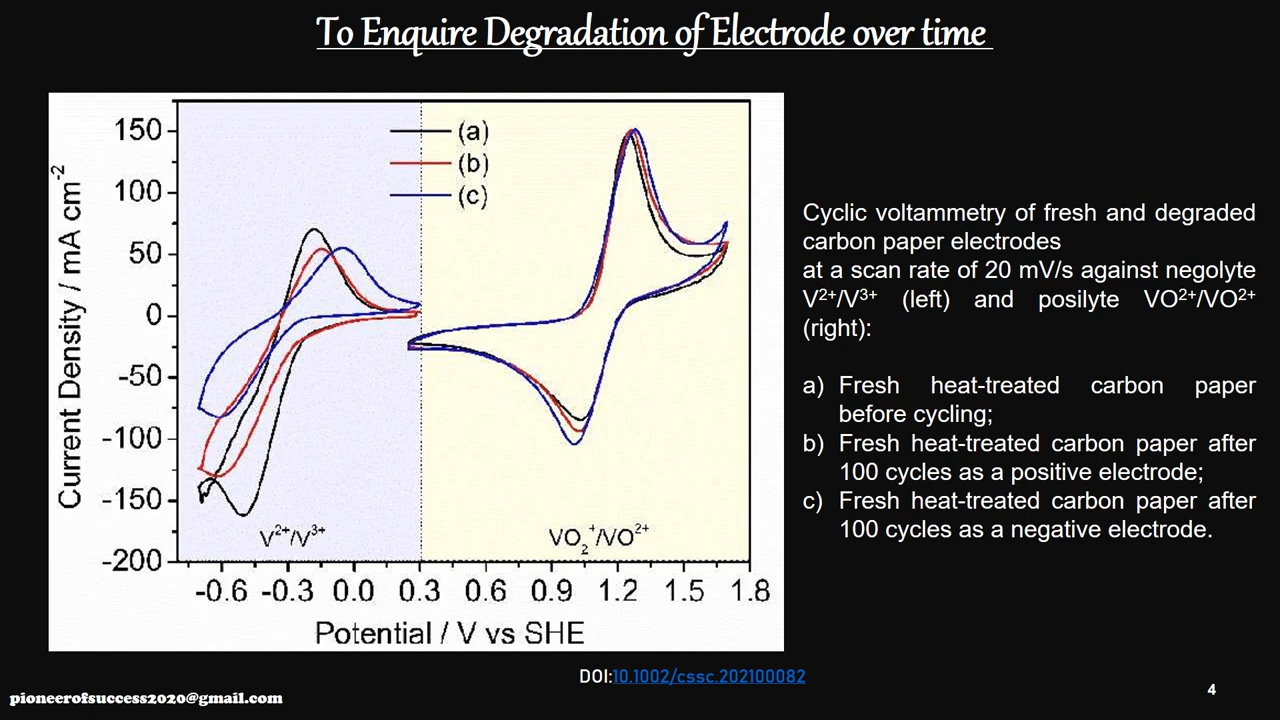 To Enquire Degradation of Electrode over time
150
100
50
0
-50
-100
-150
-200
Current Density / mA cm⁻²
(a)
(b)
(c)
V²⁺/V³⁺
VO₂⁺/VO²⁺
-0.6 -0.3 0.0 0.3 0.6 0.9 1.2 1.5 1.8
Potential / V vs SHE
Cyclic voltammetry of fresh and degraded
carbon paper electrodes
at a scan rate of 20 mV/s against negolyte
V²⁺/V³⁺ (left) and posilyte VO²⁺/VO²⁺
(right):
a) Fresh heat-treated carbon paper
before cycling;
b) Fresh heat-treated carbon paper after
100 cycles as a positive electrode;
c) Fresh heat-treated carbon paper after
100 cycles as a negative electrode.
DOI:10.1002/cssc.202100082
pioneerofsuccess2020@gmail.com
4